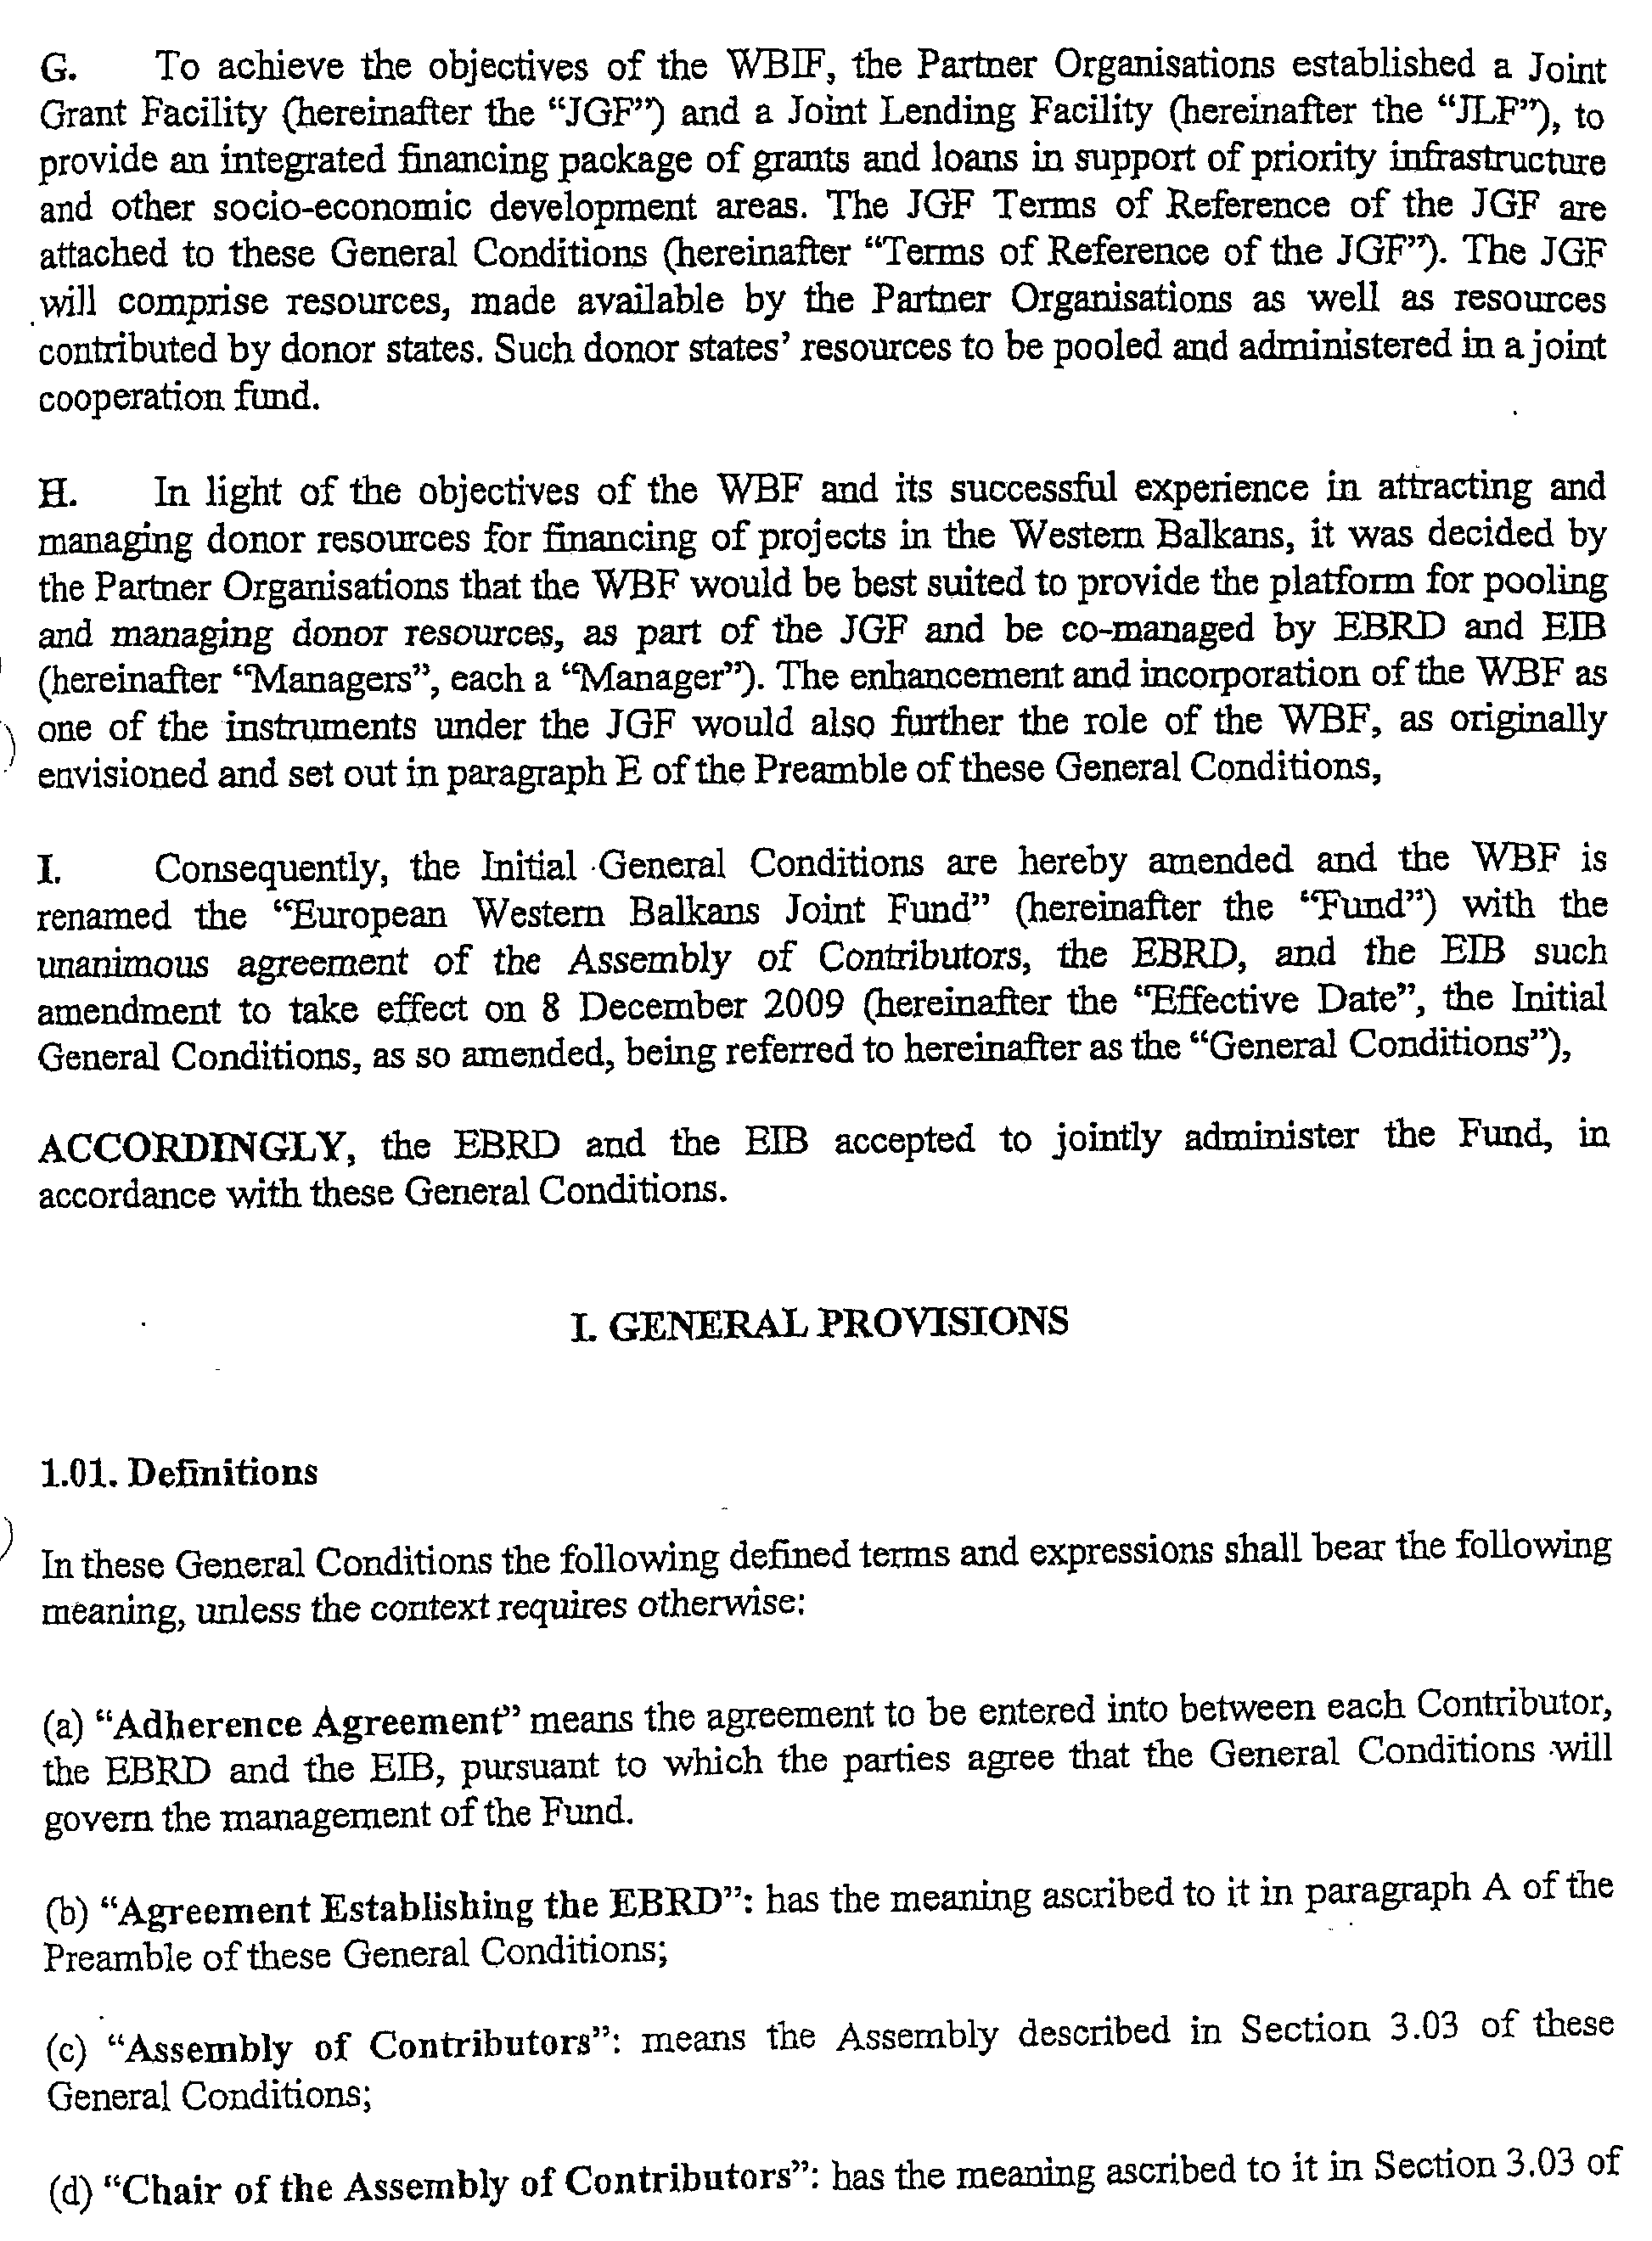 G. To achieve the objectives of the WBIF, the Partner Organisations established a Joint
Grant Facility (hereinafter the “JGF”) and a Joint Lending Facility (hereinafter the “JLF”), to
provide an integrated financing package of grants and loans in support of priority infrastructure
and other socio-economic development areas. The JGF Terms of Reference of the JGF are
attached to these General Conditions (hereinafter “Terms of Reference of the JGF”). The JGF
will comprise resources, made available by the Partner Organisations as well as resources
contributed by donor states. Such donor states’ resources to be pooled and administered in a joint
cooperation fund.
H. In light of the objectives of the WBF and its successful experience in attracting and
managing donor resources for financing of projects in the Western Balkans, it was decided by
the Partner Organisations that the WBF would be best suited to provide the platform for pooling
and managing donor resources, as part of the JGF and be co-managed by EBRD and EIB
(hereinafter “Managers”, each a “Manager”). The enhancement and incorporation of the WBF as
one of the instruments under the JGF would also further the role of the WBF, as originally
envisioned and set out in paragraph E of the Preamble of these General Conditions,
I. Consequently, the Initial General Conditions are hereby amended and the WBF is
renamed the “European Western Balkans Joint Fund” (hereinafter the “Fund”) with the
unanimous agreement of the Assembly of Contributors, the EBRD, and the EIB such
amendment to take effect on 8 December 2009 (hereinafter the “Effective Date”, the Initial
General Conditions, as so amended, being referred to hereinafter as the “General Conditions”),
ACCORDINGLY, the EBRD and the EIB accepted to jointly administer the Fund, in
accordance with these General Conditions.
I. GENERAL PROVISIONS
1.01. Definitions
In these General Conditions the following defined terms and expressions shall bear the following
meaning, unless the context requires otherwise:
(a) “Adherence Agreement” means the agreement to be entered into between each Contributor,
the EBRD and the EIB, pursuant to which the parties agree that the General Conditions will
govern the management of the Fund.
(b) “Agreement Establishing the EBRD”: has the meaning ascribed to it in paragraph A of the
Preamble of these General Conditions;
(c) “Assembly of Contributors”: means the Assembly described in Section 3.03 of these
General Conditions;
(d) “Chair of the Assembly of Contributors”: has the meaning ascribed to it in Section 3.03 of